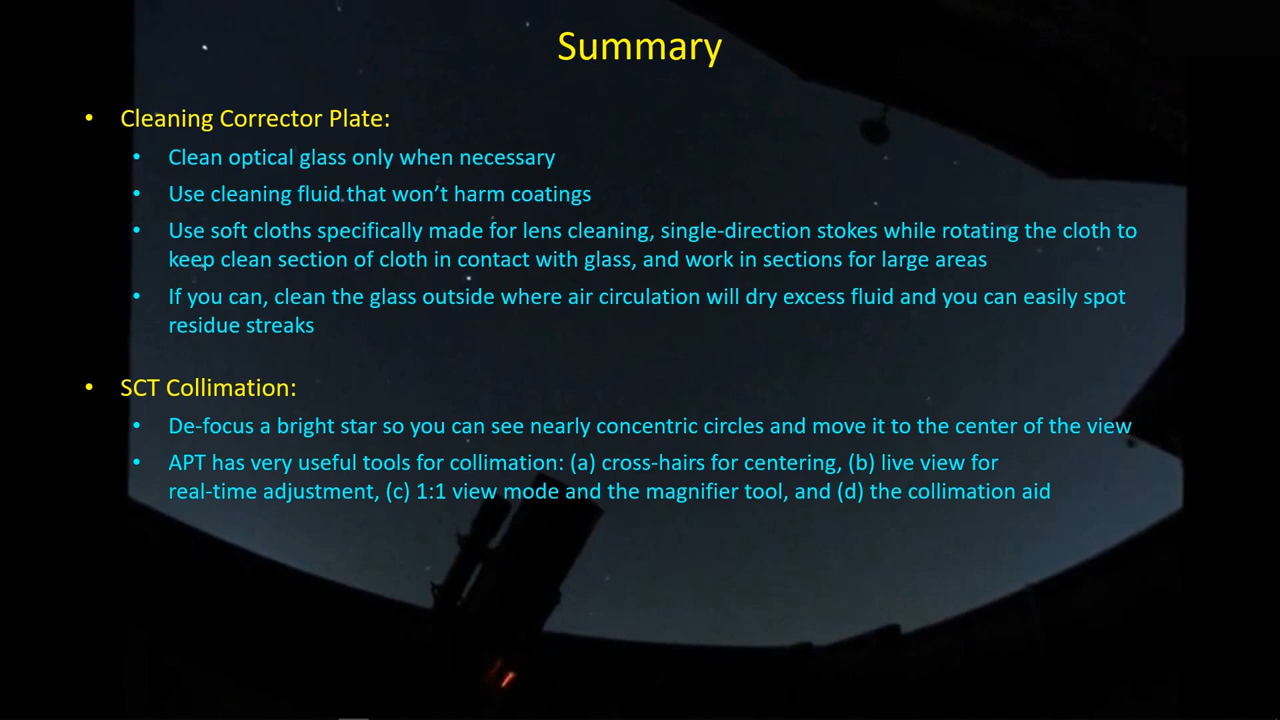 Summary
• Cleaning Corrector Plate:
• Clean optical glass only when necessary
• Use cleaning fluid that won’t harm coatings
• Use soft cloths specifically made for lens cleaning, single-direction stokes while rotating the cloth to
keep clean section of cloth in contact with glass, and work in sections for large areas
• If you can, clean the glass outside where air circulation will dry excess fluid and you can easily spot
residue streaks
• SCT Collimation:
• De-focus a bright star so you can see nearly concentric circles and move it to the center of the view
• APT has very useful tools for collimation: (a) cross-hairs for centering, (b) live view for
real-time adjustment, (c) 1:1 view mode and the magnifier tool, and (d) the collimation aid